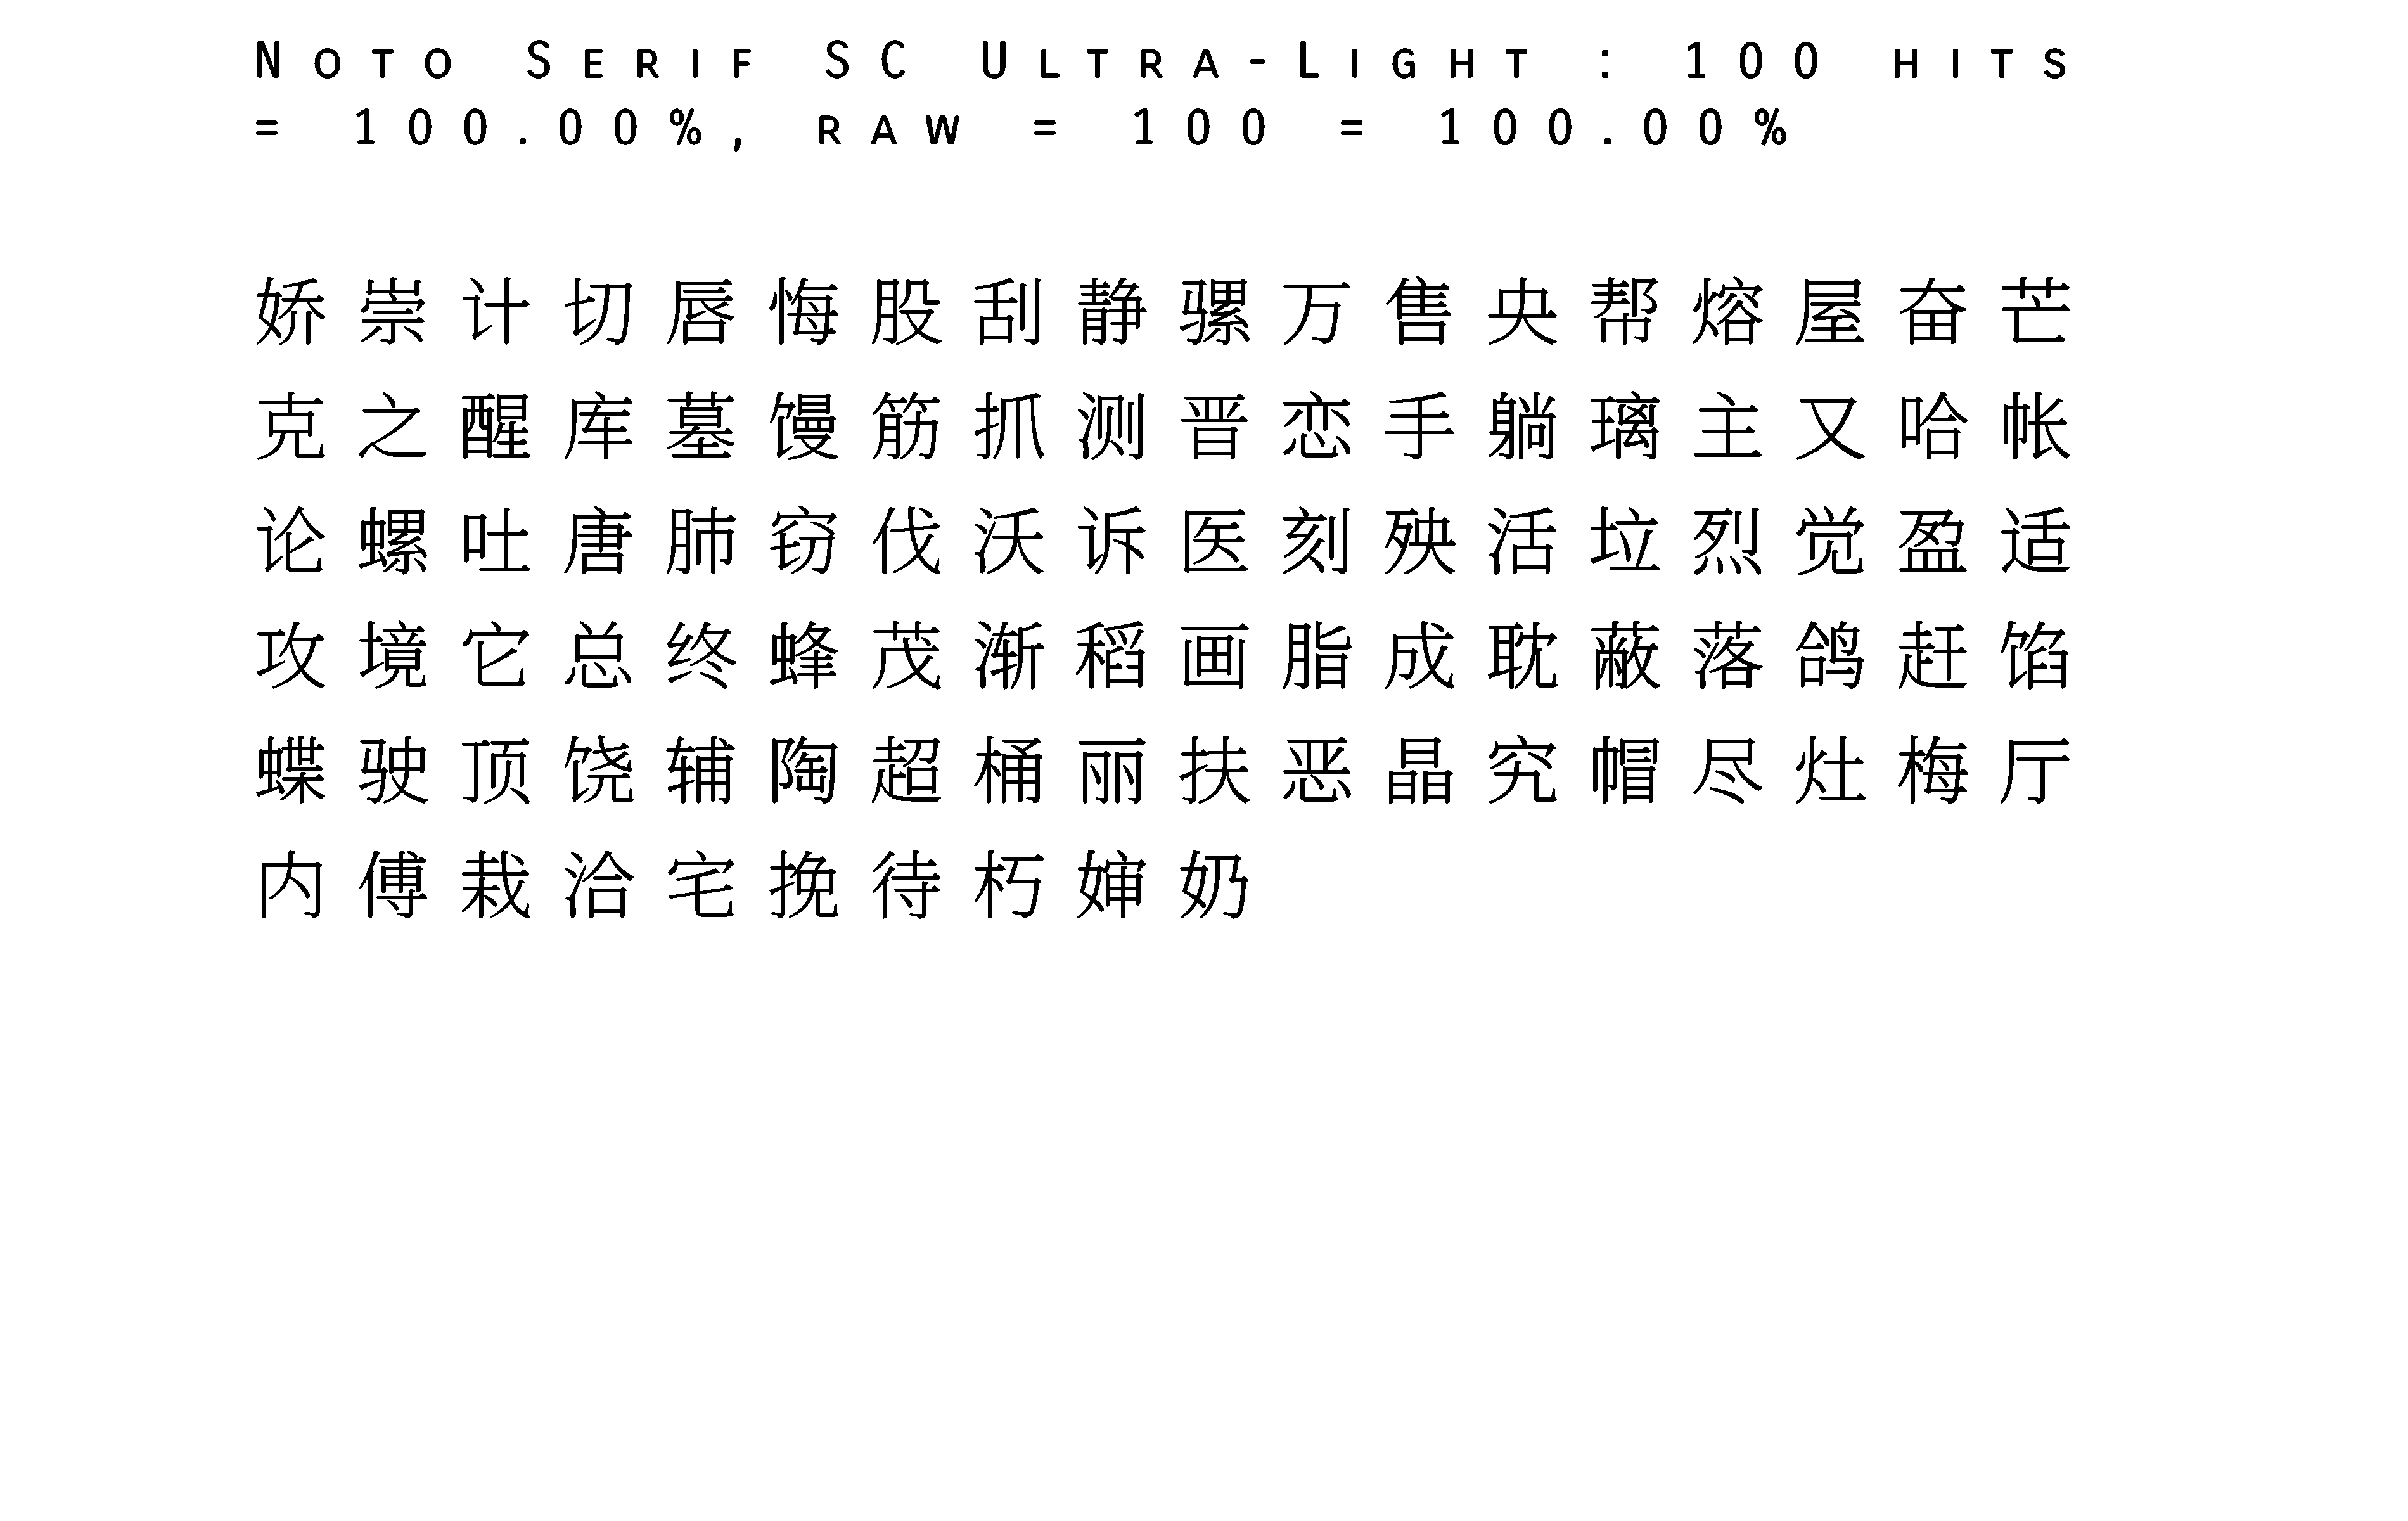 Noto Serif SC Ultra-Light : 100 hits
= 100.00%, raw = 100 = 100.00%
娇崇计切唇悔股刮静骡万售央帮熔屋奋芒
克之醒库墓馒筋抓测晋恋手躺璃主又哈帐
论螺吐唐肺窃伐沃诉医刻殃活垃烈觉盈适
攻境它总终蜂茂渐稻画脂成耽蔽落鸽赶馅
蝶驶顶饶辅陶超桶丽扶恶晶究帽尽灶梅厅
内傅栽洽宅挽待朽婶奶